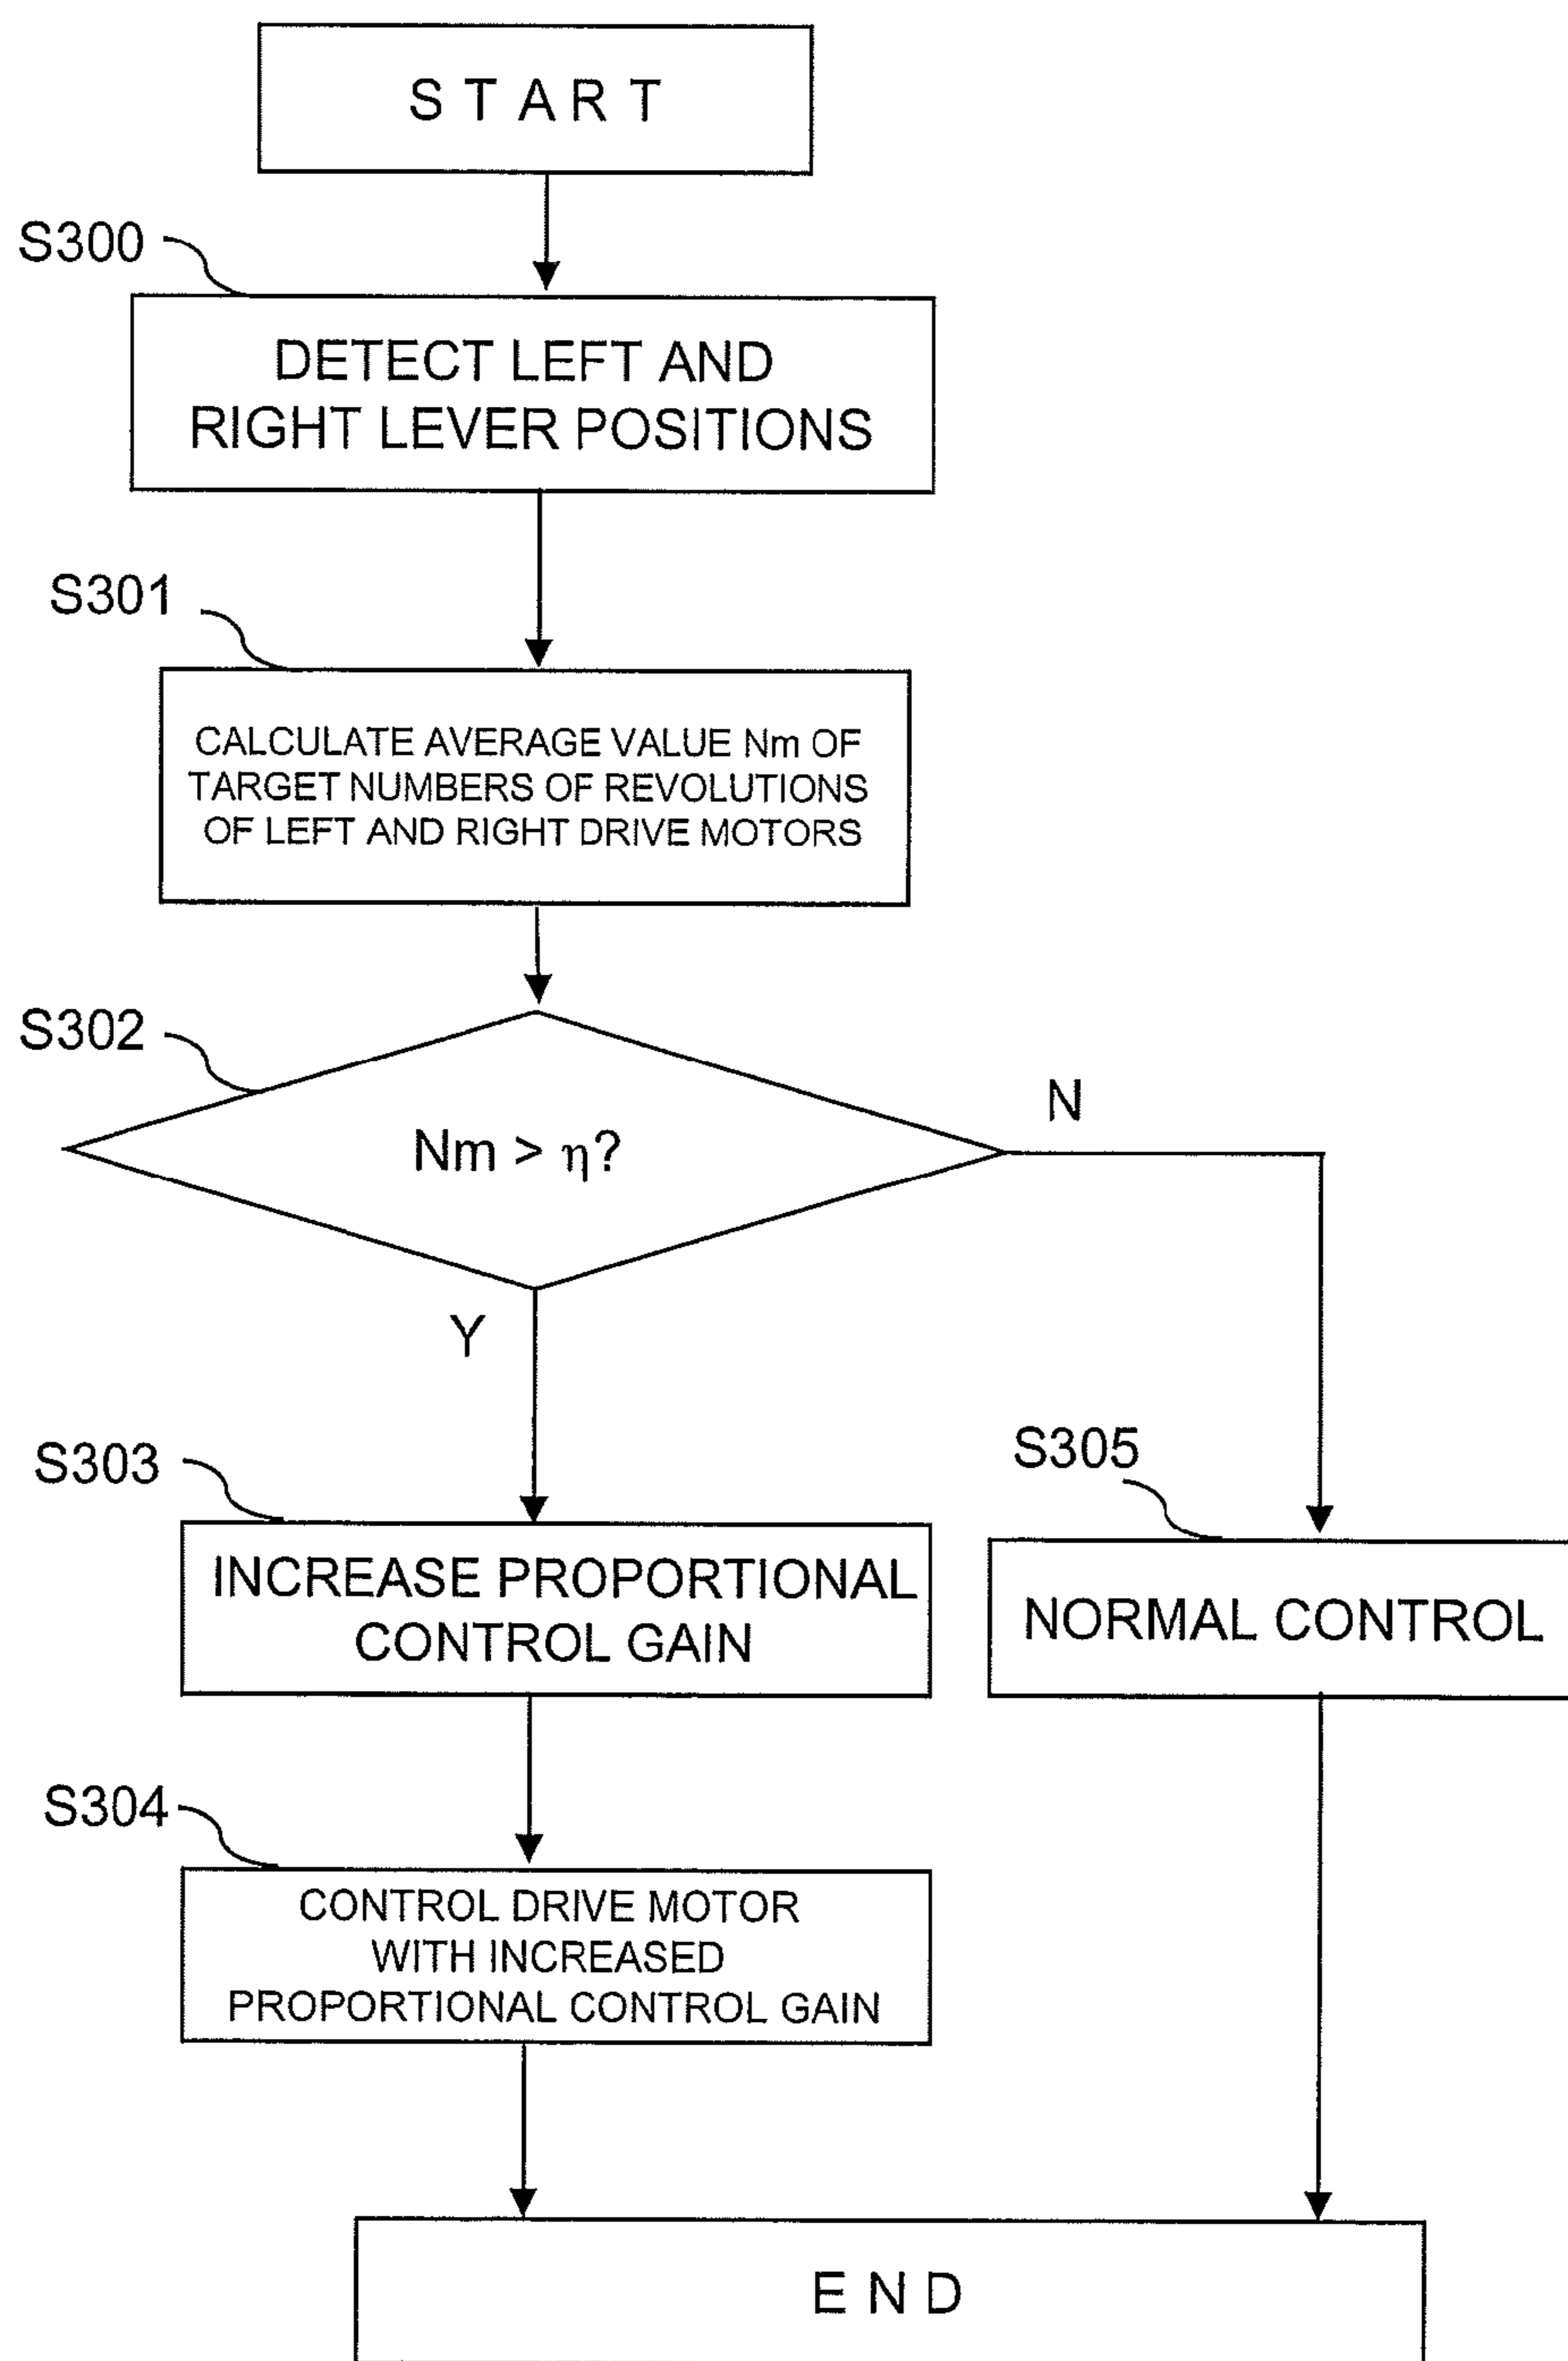 START
S300
DETECT LEFT AND
RIGHT LEVER POSITIONS
S301
CALCULATE AVERAGE VALUE Nm OF
TARGET NUMBERS OF REVOLUTIONS
OF LEFT AND RIGHT DRIVE MOTORS
S302
Nm > η?
N
Y
S303
INCREASE PROPORTIONAL
CONTROL GAIN
S305
NORMAL CONTROL
S304
CONTROL DRIVE MOTOR
WITH INCREASED
PROPORTIONAL CONTROL GAIN
END